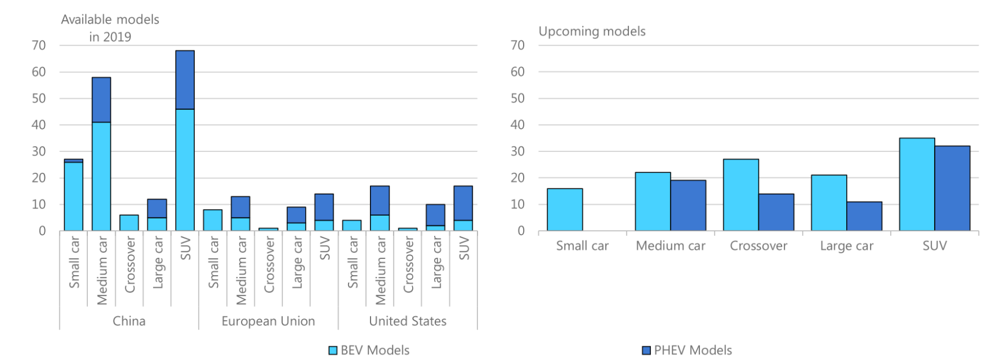 Available models
in 2019
70
60
50
40
30
20
10
0
Small car
Medium car
Crossover
Large car
SUV
Small car
Medium car
Crossover
Large car
SUV
Small car
Medium car
Crossover
Large car
SUV
China
European Union
United States
Upcoming models
70
60
50
40
30
20
10
0
Small car
Medium car
Crossover
Large car
SUV
BEV Models
PHEV Models